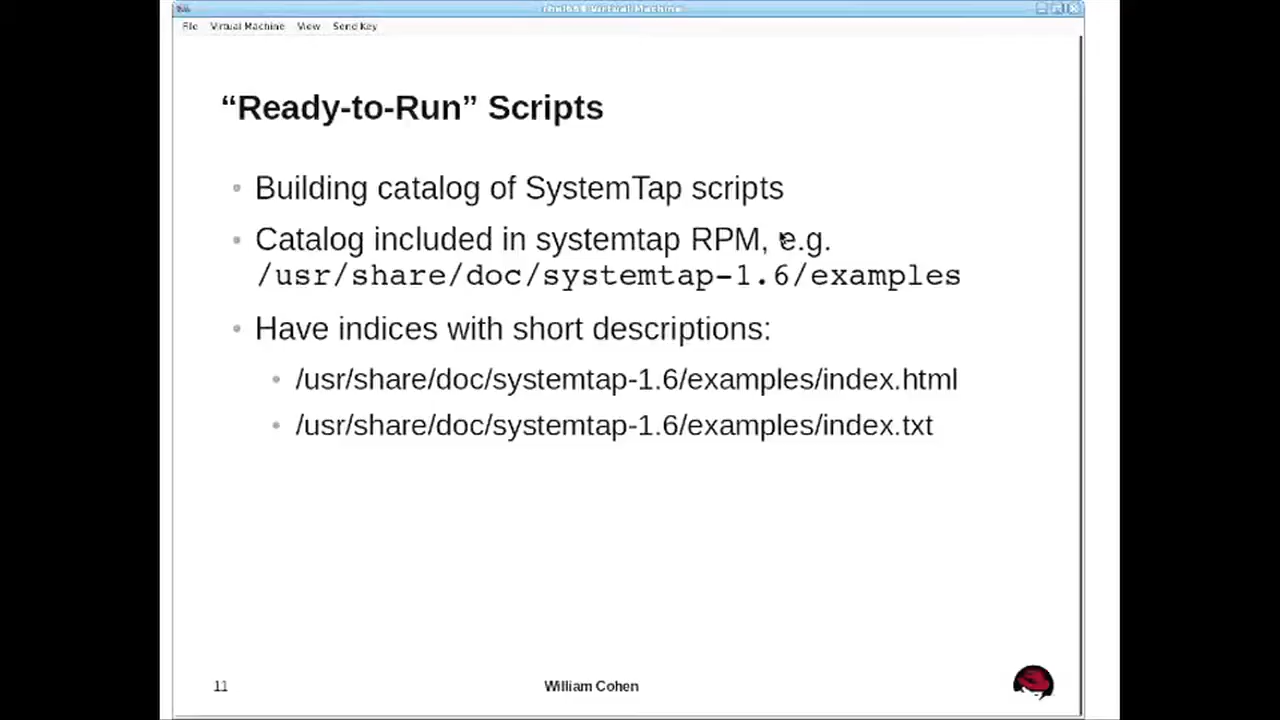 File Virtual Machine View Send Key
“Ready-to-Run” Scripts
Building catalog of SystemTap scripts
Catalog included in systemtap RPM, e.g.
/usr/share/doc/systemtap-1.6/examples
Have indices with short descriptions:
/usr/share/doc/systemtap-1.6/examples/index.html
/usr/share/doc/systemtap-1.6/examples/index.txt
11 William Cohen